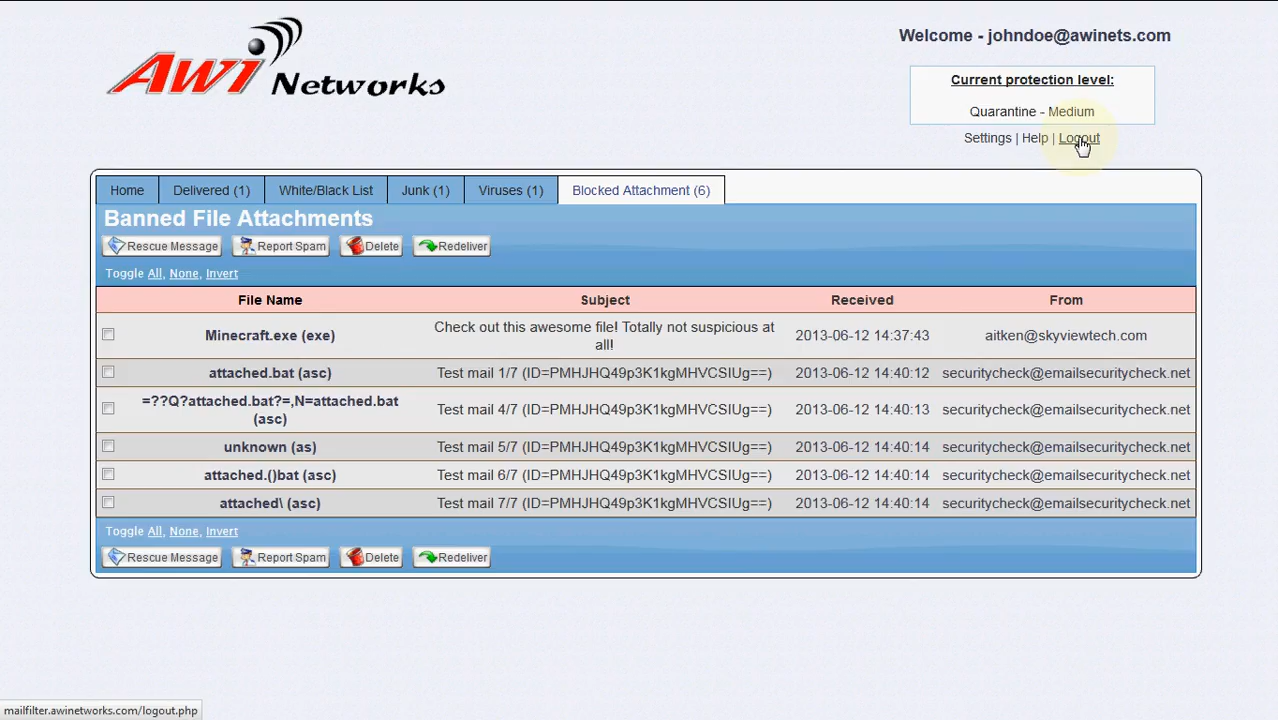 Awi Networks
Welcome - johndoe@awinets.com
Current protection level:
Quarantine - Medium
Settings | Help | Logout
Home Delivered (1) White/Black List Junk (1) Viruses (1) Blocked Attachment (6)
Banned File Attachments
Rescue Message Report Spam Delete Redeliver
Toggle All, None, Invert
File Name Subject Received From
Minecraft.exe (exe) Check out this awesome file! Totally not suspicious at
all! 2013-06-12 14:37:43 aitken@skyviewtech.com
attached.bat (asc) Test mail 1/7 (ID=PMHJHQ49p3K1kgMHVCSIUg==) 2013-06-12 14:40:12 securitycheck@emailsecuritycheck.net
=??Q?attached.bat?=,N=attached.bat
(asc) Test mail 4/7 (ID=PMHJHQ49p3K1kgMHVCSIUg==) 2013-06-12 14:40:13 securitycheck@emailsecuritycheck.net
unknown (as) Test mail 5/7 (ID=PMHJHQ49p3K1kgMHVCSIUg==) 2013-06-12 14:40:14 securitycheck@emailsecuritycheck.net
attached.()bat (asc) Test mail 6/7 (ID=PMHJHQ49p3K1kgMHVCSIUg==) 2013-06-12 14:40:14 securitycheck@emailsecuritycheck.net
attached\ (asc) Test mail 7/7 (ID=PMHJHQ49p3K1kgMHVCSIUg==) 2013-06-12 14:40:14 securitycheck@emailsecuritycheck.net
Toggle All, None, Invert
Rescue Message Report Spam Delete Redeliver
mailfilter.awinetworks.com/logout.php